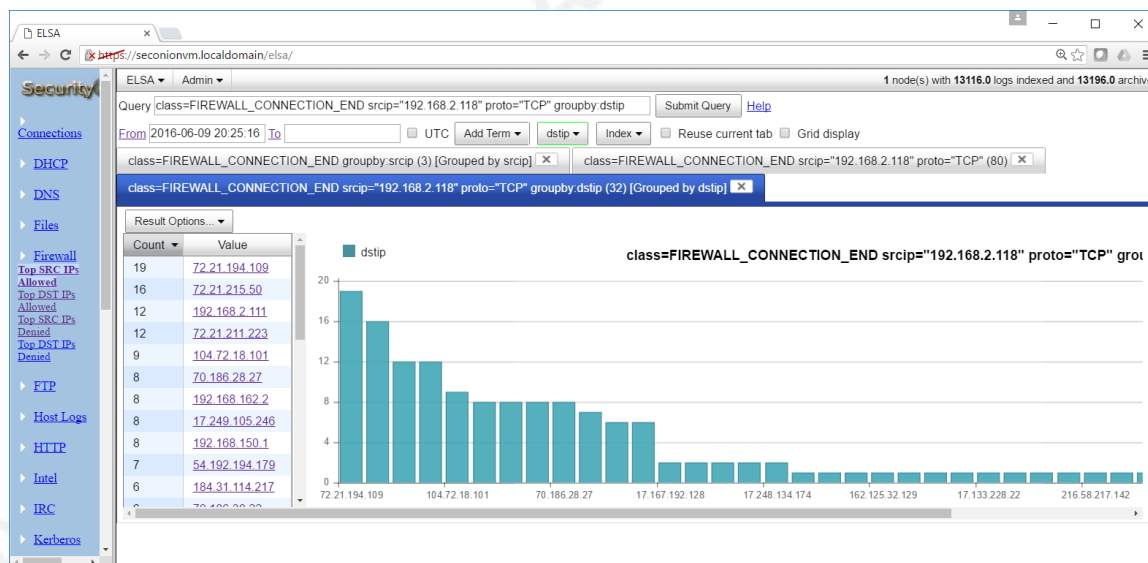 ELSA
https://seconionvm.localdomain/elsa/
Security
Connections
DHCP
DNS
Files
Firewall
Top SRC IPs
Allowed
Top DST IPs
Allowed
Top SRC IPs
Denied
Top DST IPs
Denied
FTP
Host Logs
HTTP
Intel
IRC
Kerberos
ELSA Admin 1 node(s) with 13116.0 logs indexed and 13196.0 archive
Query class=FIREWALL_CONNECTION_END srcip="192.168.2.118" proto="TCP" groupby:dstip Submit Query Help
From 2016-06-09 20:25:16 To UTC Add Term dstip Index Reuse current tab Grid display
class=FIREWALL_CONNECTION_END groupby:srcip (3) [Grouped by srcip] class=FIREWALL_CONNECTION_END srcip="192.168.2.118" proto="TCP" (80)
class=FIREWALL_CONNECTION_END srcip="192.168.2.118" proto="TCP" groupby:dstip (32) [Grouped by dstip]
Result Options...
Count Value
19 72.21.194.109
16 72.21.215.50
12 192.168.2.111
12 72.21.211.223
9 104.72.18.101
8 70.186.28.27
8 192.168.162.2
8 17.249.105.246
8 192.168.150.1
7 54.192.194.179
6 184.31.114.217
dstip
class=FIREWALL_CONNECTION_END srcip="192.168.2.118" proto="TCP" grou
20
16
12
8
4
0
72.21.194.109 104.72.18.101 70.186.28.27 17.167.192.128 17.248.134.174 162.125.32.129 17.133.228.22 216.58.217.142